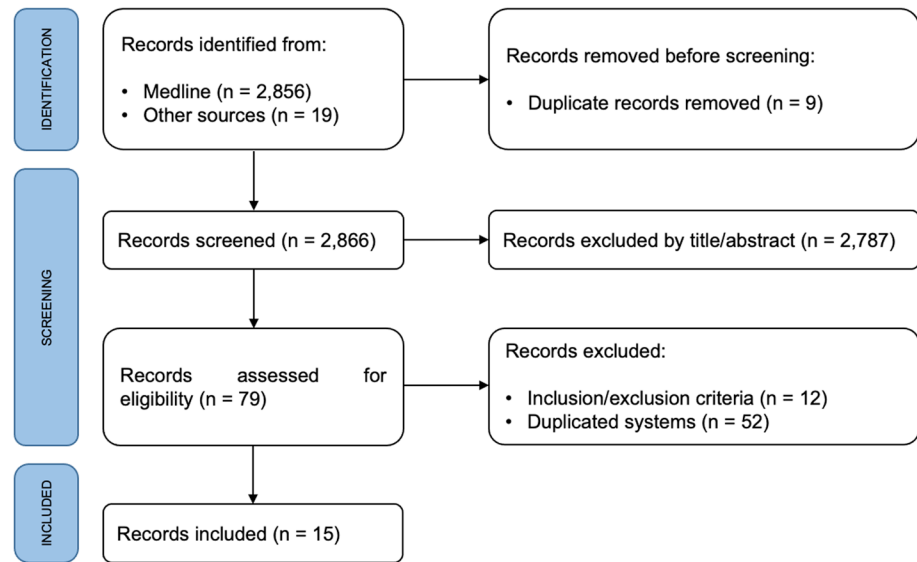 IDENTIFICATION
Records identified from:
• Medline (n = 2,856)
• Other sources (n = 19)
Records removed before screening:
• Duplicate records removed (n = 9)
SCREENING
Records screened (n = 2,866)
Records excluded by title/abstract (n = 2,787)
Records assessed for
eligibility (n = 79)
Records excluded:
• Inclusion/exclusion criteria (n = 12)
• Duplicated systems (n = 52)
INCLUDED
Records included (n = 15)